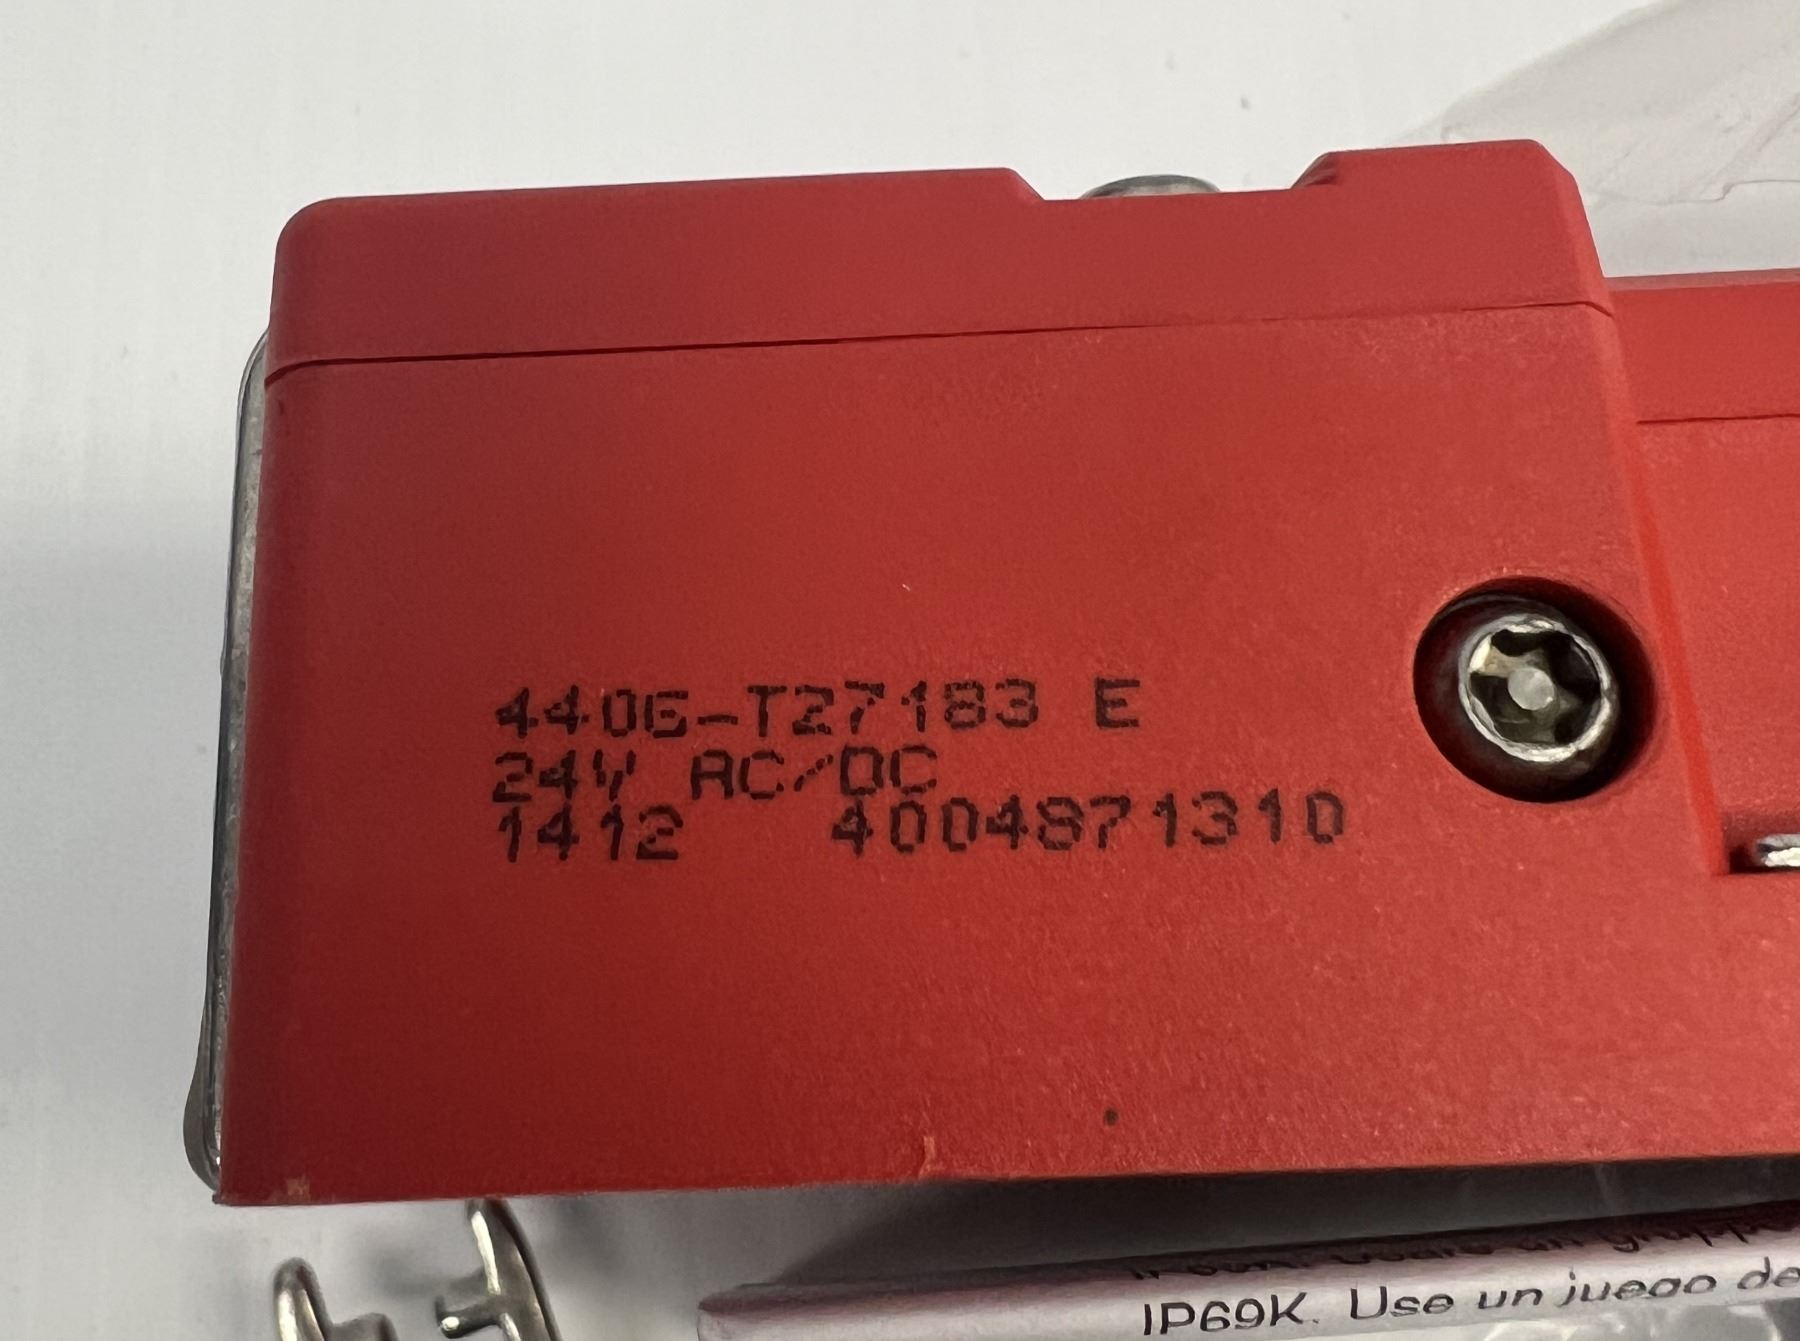 440G-T27183 E
24V AC/DC
1412 4004871310
IP69K. Use un juego de